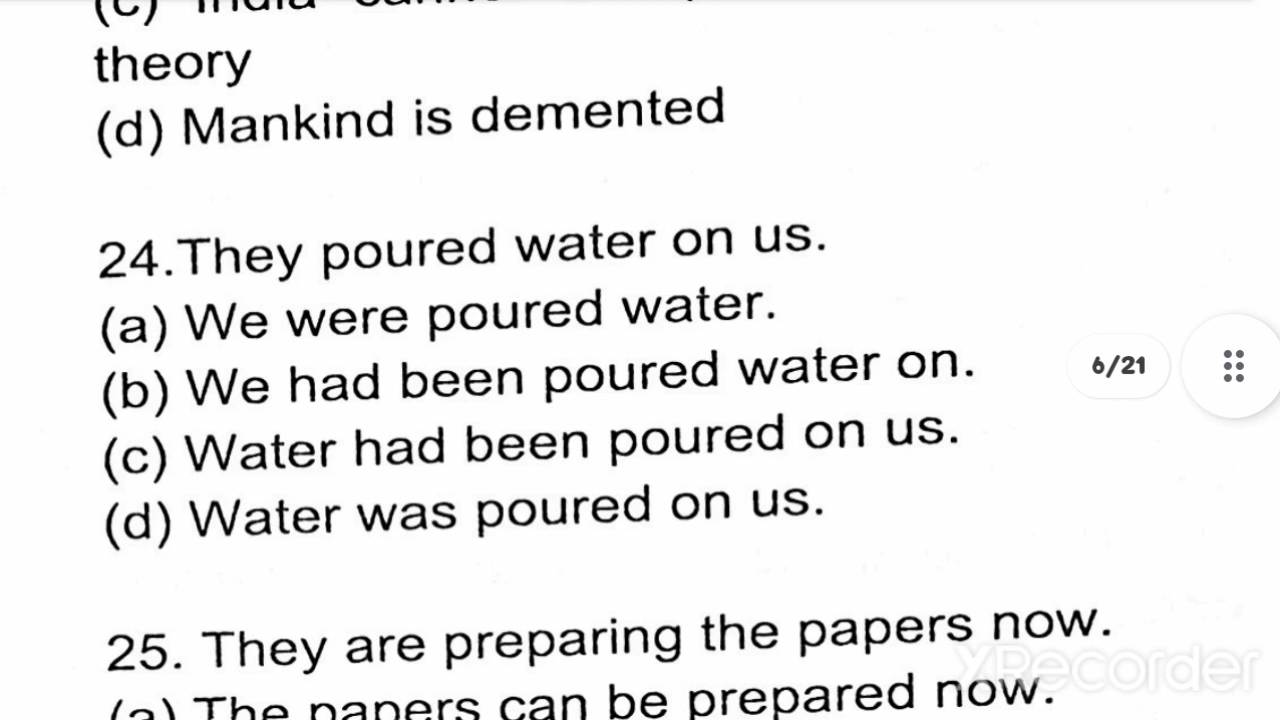 theory
(d) Mankind is demented
24.They poured water on us.
(a) We were poured water.
(b) We had been poured water on.
(c) Water had been poured on us.
(d) Water was poured on us.
6/21
25. They are preparing the papers now.
(a) The papers can be prepared now.
XRecorder